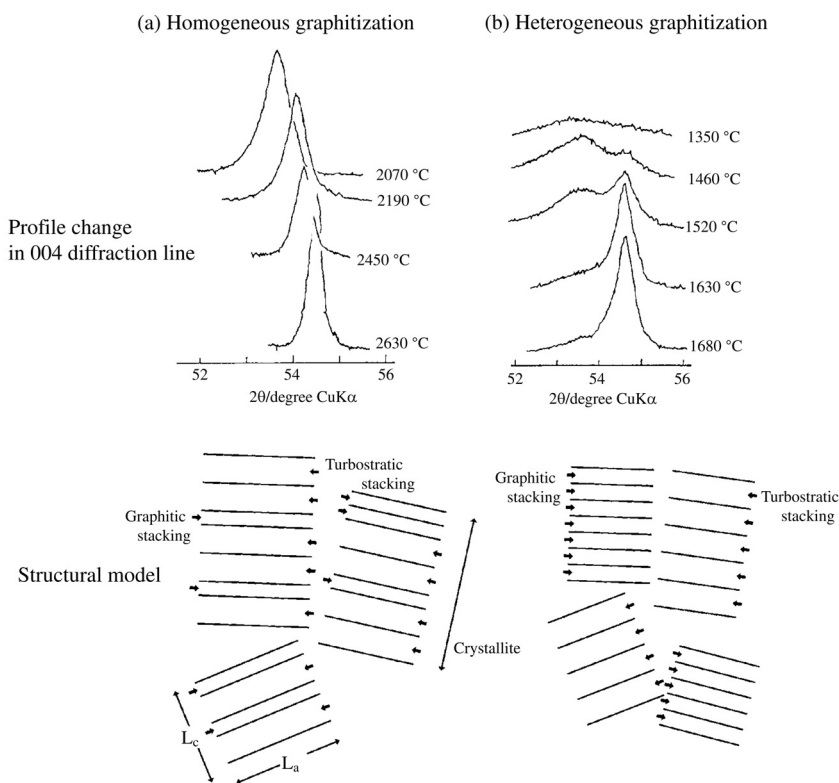 (a) Homogeneous graphitization
(b) Heterogeneous graphitization
Profile change
in 004 diffraction line
2070 °C
2190 °C
2450 °C
2630 °C
52 54 56
2θ/degree CuKα
1350 °C
1460 °C
1520 °C
1630 °C
1680 °C
52 54 56
2θ/degree CuKα
Structural model
Turbostratic
stacking
Graphitic
stacking
Crystallite
Lc
La
Graphitic
stacking
Turbostratic
stacking